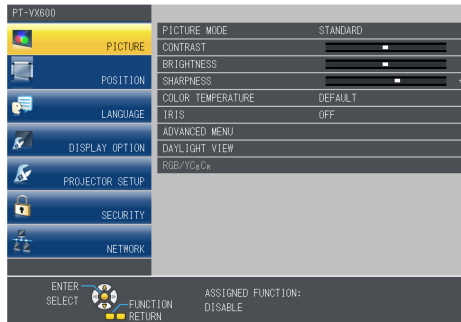 PT-VX600
PICTURE
POSITION
LANGUAGE
DISPLAY OPTION
PROJECTOR SETUP
SECURITY
NETWORK
PICTURE MODE STANDARD
CONTRAST
BRIGHTNESS
SHARPNESS
COLOR TEMPERATURE DEFAULT
IRIS OFF
ADVANCED MENU
DAYLIGHT VIEW
RGB/YCBCR
ENTER
SELECT
FUNCTION
RETURN
ASSIGNED FUNCTION:
DISABLE